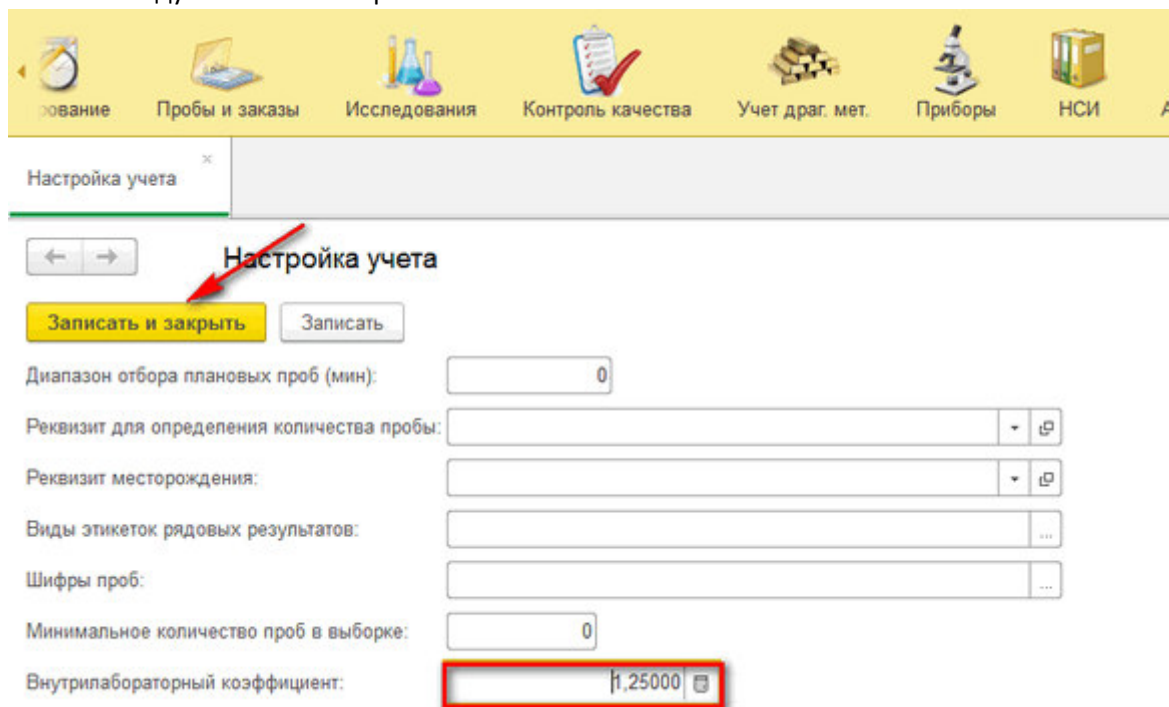 рование Пробы и заказы Исследования Контроль качества Учет драг. мет. Приборы НСИ
Настройка учета ×
Настройка учета
Записать и закрыть Записать
Диапазон отбора плановых проб (мин): 0
Реквизит для определения количества пробы:
Реквизит месторождения:
Виды этикеток рядовых результатов: ...
Шифры проб: ...
Минимальное количество проб в выборке: 0
Внутрилабораторный коэффициент: 1,25000